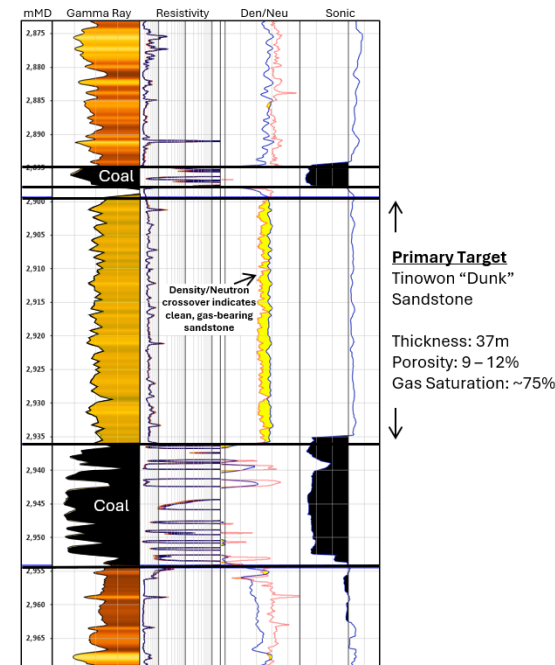 mMD Gamma Ray Resistivity Den/Neu Sonic
2,875
2,880
2,885
2,890
2,895
Coal
2,900
2,905
2,910
2,915
2,920
2,925
2,930
2,935
2,940
2,945
2,950
2,955
2,960
2,965
Density/Neutron
crossover indicates
clean, gas-bearing
sandstone
Coal
Primary Target
Tinowon “Dunk”
Sandstone
Thickness: 37m
Porosity: 9 – 12%
Gas Saturation: ~75%